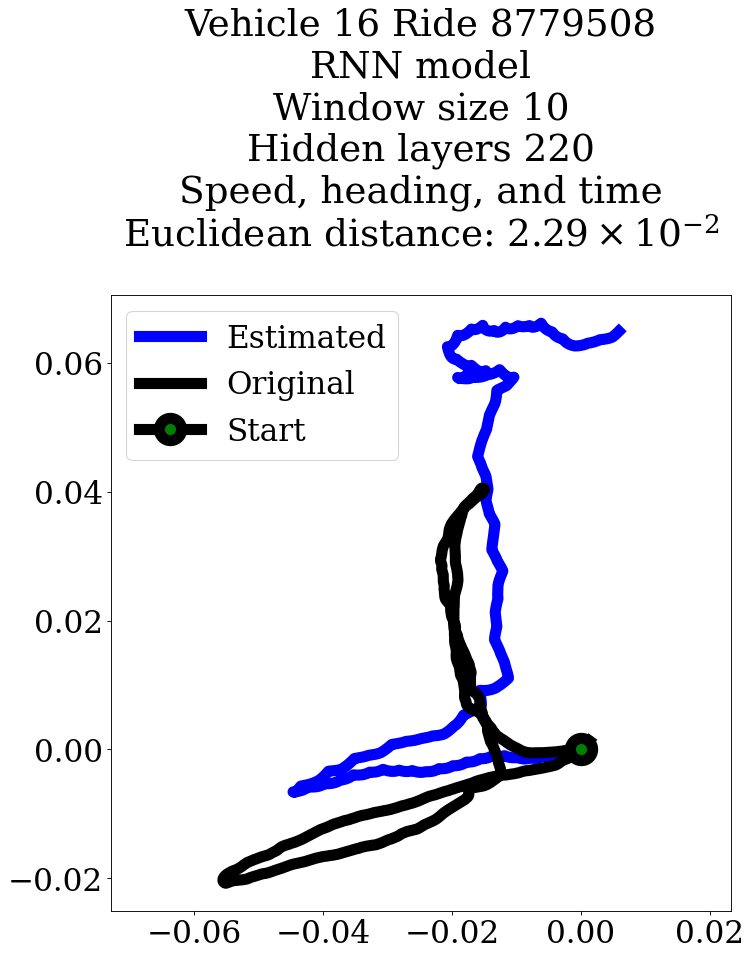 Vehicle 16 Ride 8779508
RNN model
Window size 10
Hidden layers 220
Speed, heading, and time
Euclidean distance: 2.29 × 10⁻²
Estimated
Original
Start
0.06
0.04
0.02
0.00
−0.02
−0.06 −0.04 −0.02 0.00 0.02